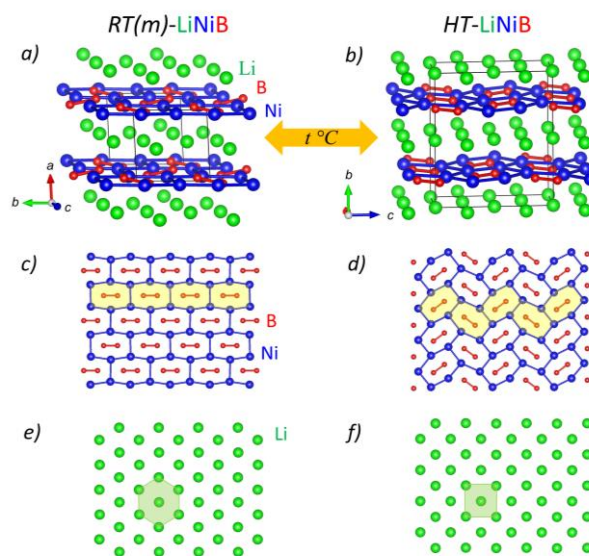 RT(m)-LiNiB
HT-LiNiB
a)
Li
B
Ni
a
b
c
t °C
b)
b
c
c)
B
Ni
d)
e)
Li
f)